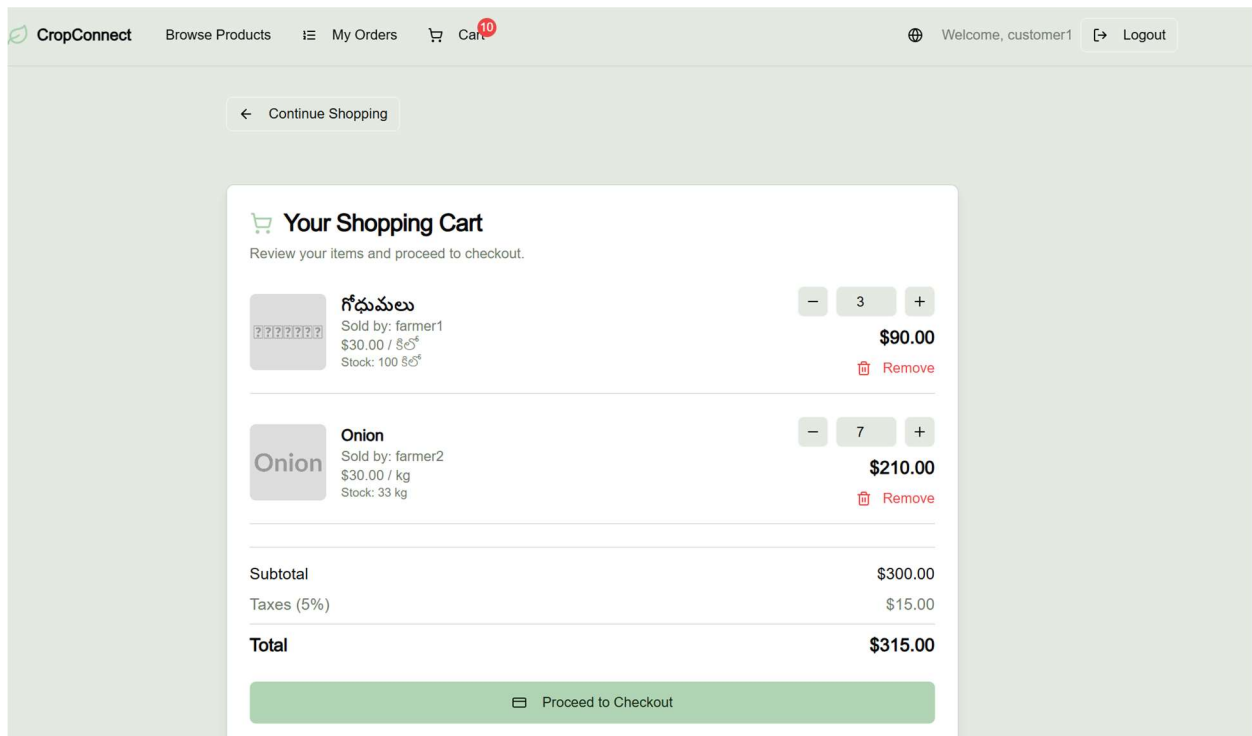 CropConnect Browse Products My Orders Cart 10 Welcome, customer1 Logout
Continue Shopping
Your Shopping Cart
Review your items and proceed to checkout.
గోధుమలు
Sold by: farmer1
$30.00 / కిలో
Stock: 100 కిలో
3
$90.00
Remove
Onion
Onion
Sold by: farmer2
$30.00 / kg
Stock: 33 kg
7
$210.00
Remove
Subtotal $300.00
Taxes (5%) $15.00
Total $315.00
Proceed to Checkout